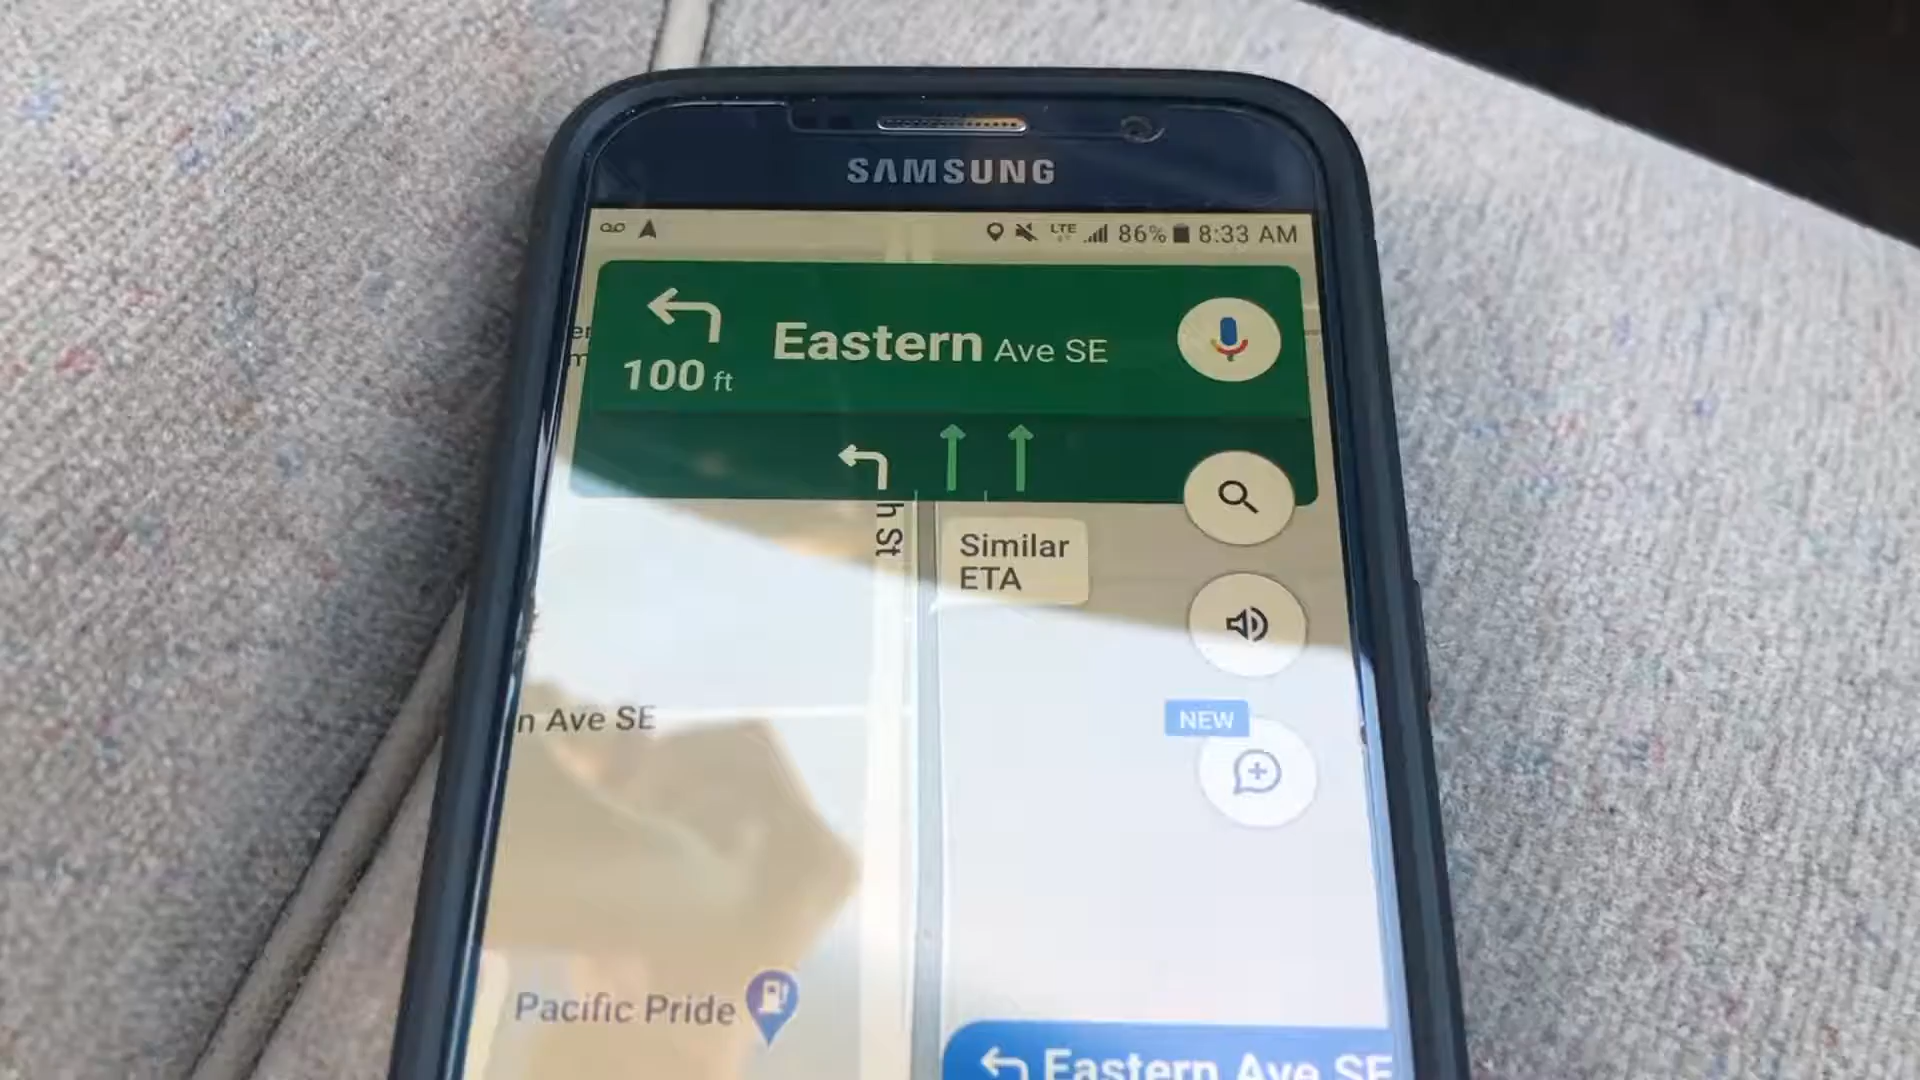 SAMSUNG
LTE 86% 8:33 AM
Eastern Ave SE
100 ft
h St
Similar
ETA
NEW
n Ave SE
Pacific Pride
Eastern Ave SE